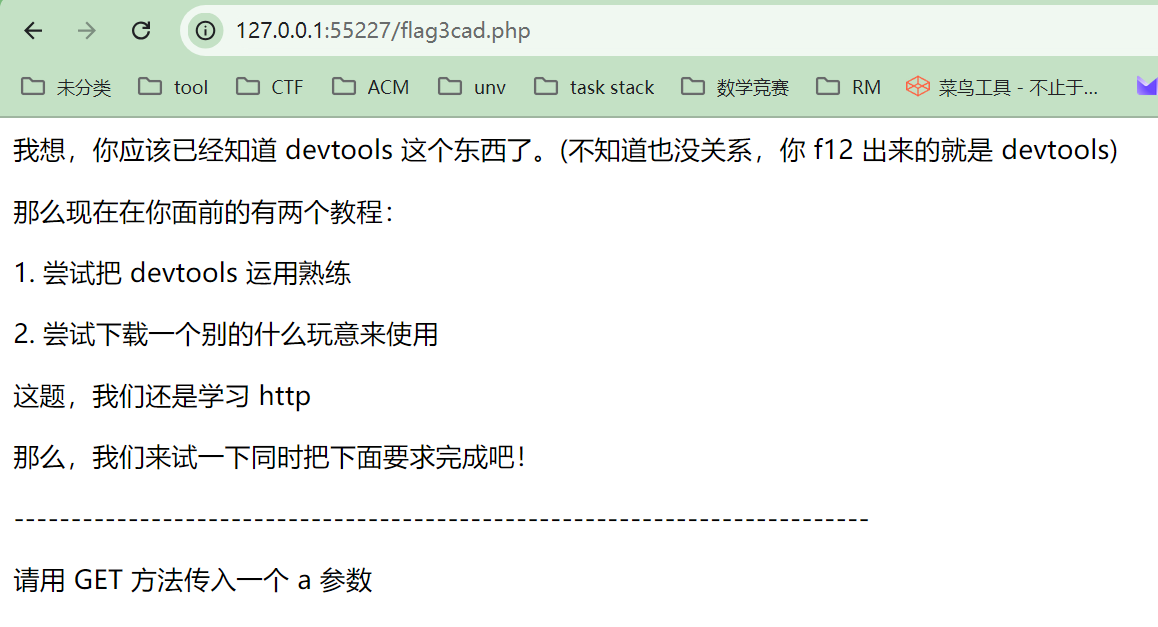 127.0.0.1:55227/flag3cad.php
未分类 tool CTF ACM unv task stack 数学竞赛 RM 菜鸟工具 - 不止于...
我想，你应该已经知道 devtools 这个东西了。(不知道也没关系，你 f12 出来的就是 devtools)
那么现在在你面前的有两个教程：
1. 尝试把 devtools 运用熟练
2. 尝试下载一个别的什么玩意来使用
这题，我们还是学习 http
那么，我们来试一下同时把下面要求完成吧！
---------------------------------------------------------------------------
请用 GET 方法传入一个 a 参数